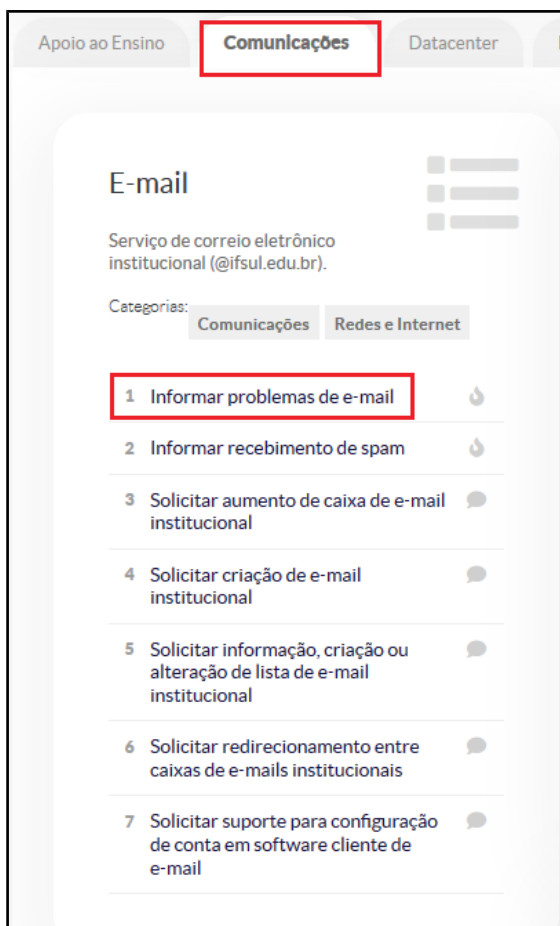 Apoio ao Ensino
Comunicações
Datacenter
E-mail
Serviço de correio eletrônico
institucional (@ifsul.edu.br).
Categorias:
Comunicações
Redes e Internet
1 Informar problemas de e-mail
2 Informar recebimento de spam
3 Solicitar aumento de caixa de e-mail
institucional
4 Solicitar criação de e-mail
institucional
5 Solicitar informação, criação ou
alteração de lista de e-mail
institucional
6 Solicitar redirecionamento entre
caixas de e-mails institucionais
7 Solicitar suporte para configuração
de conta em software cliente de
e-mail